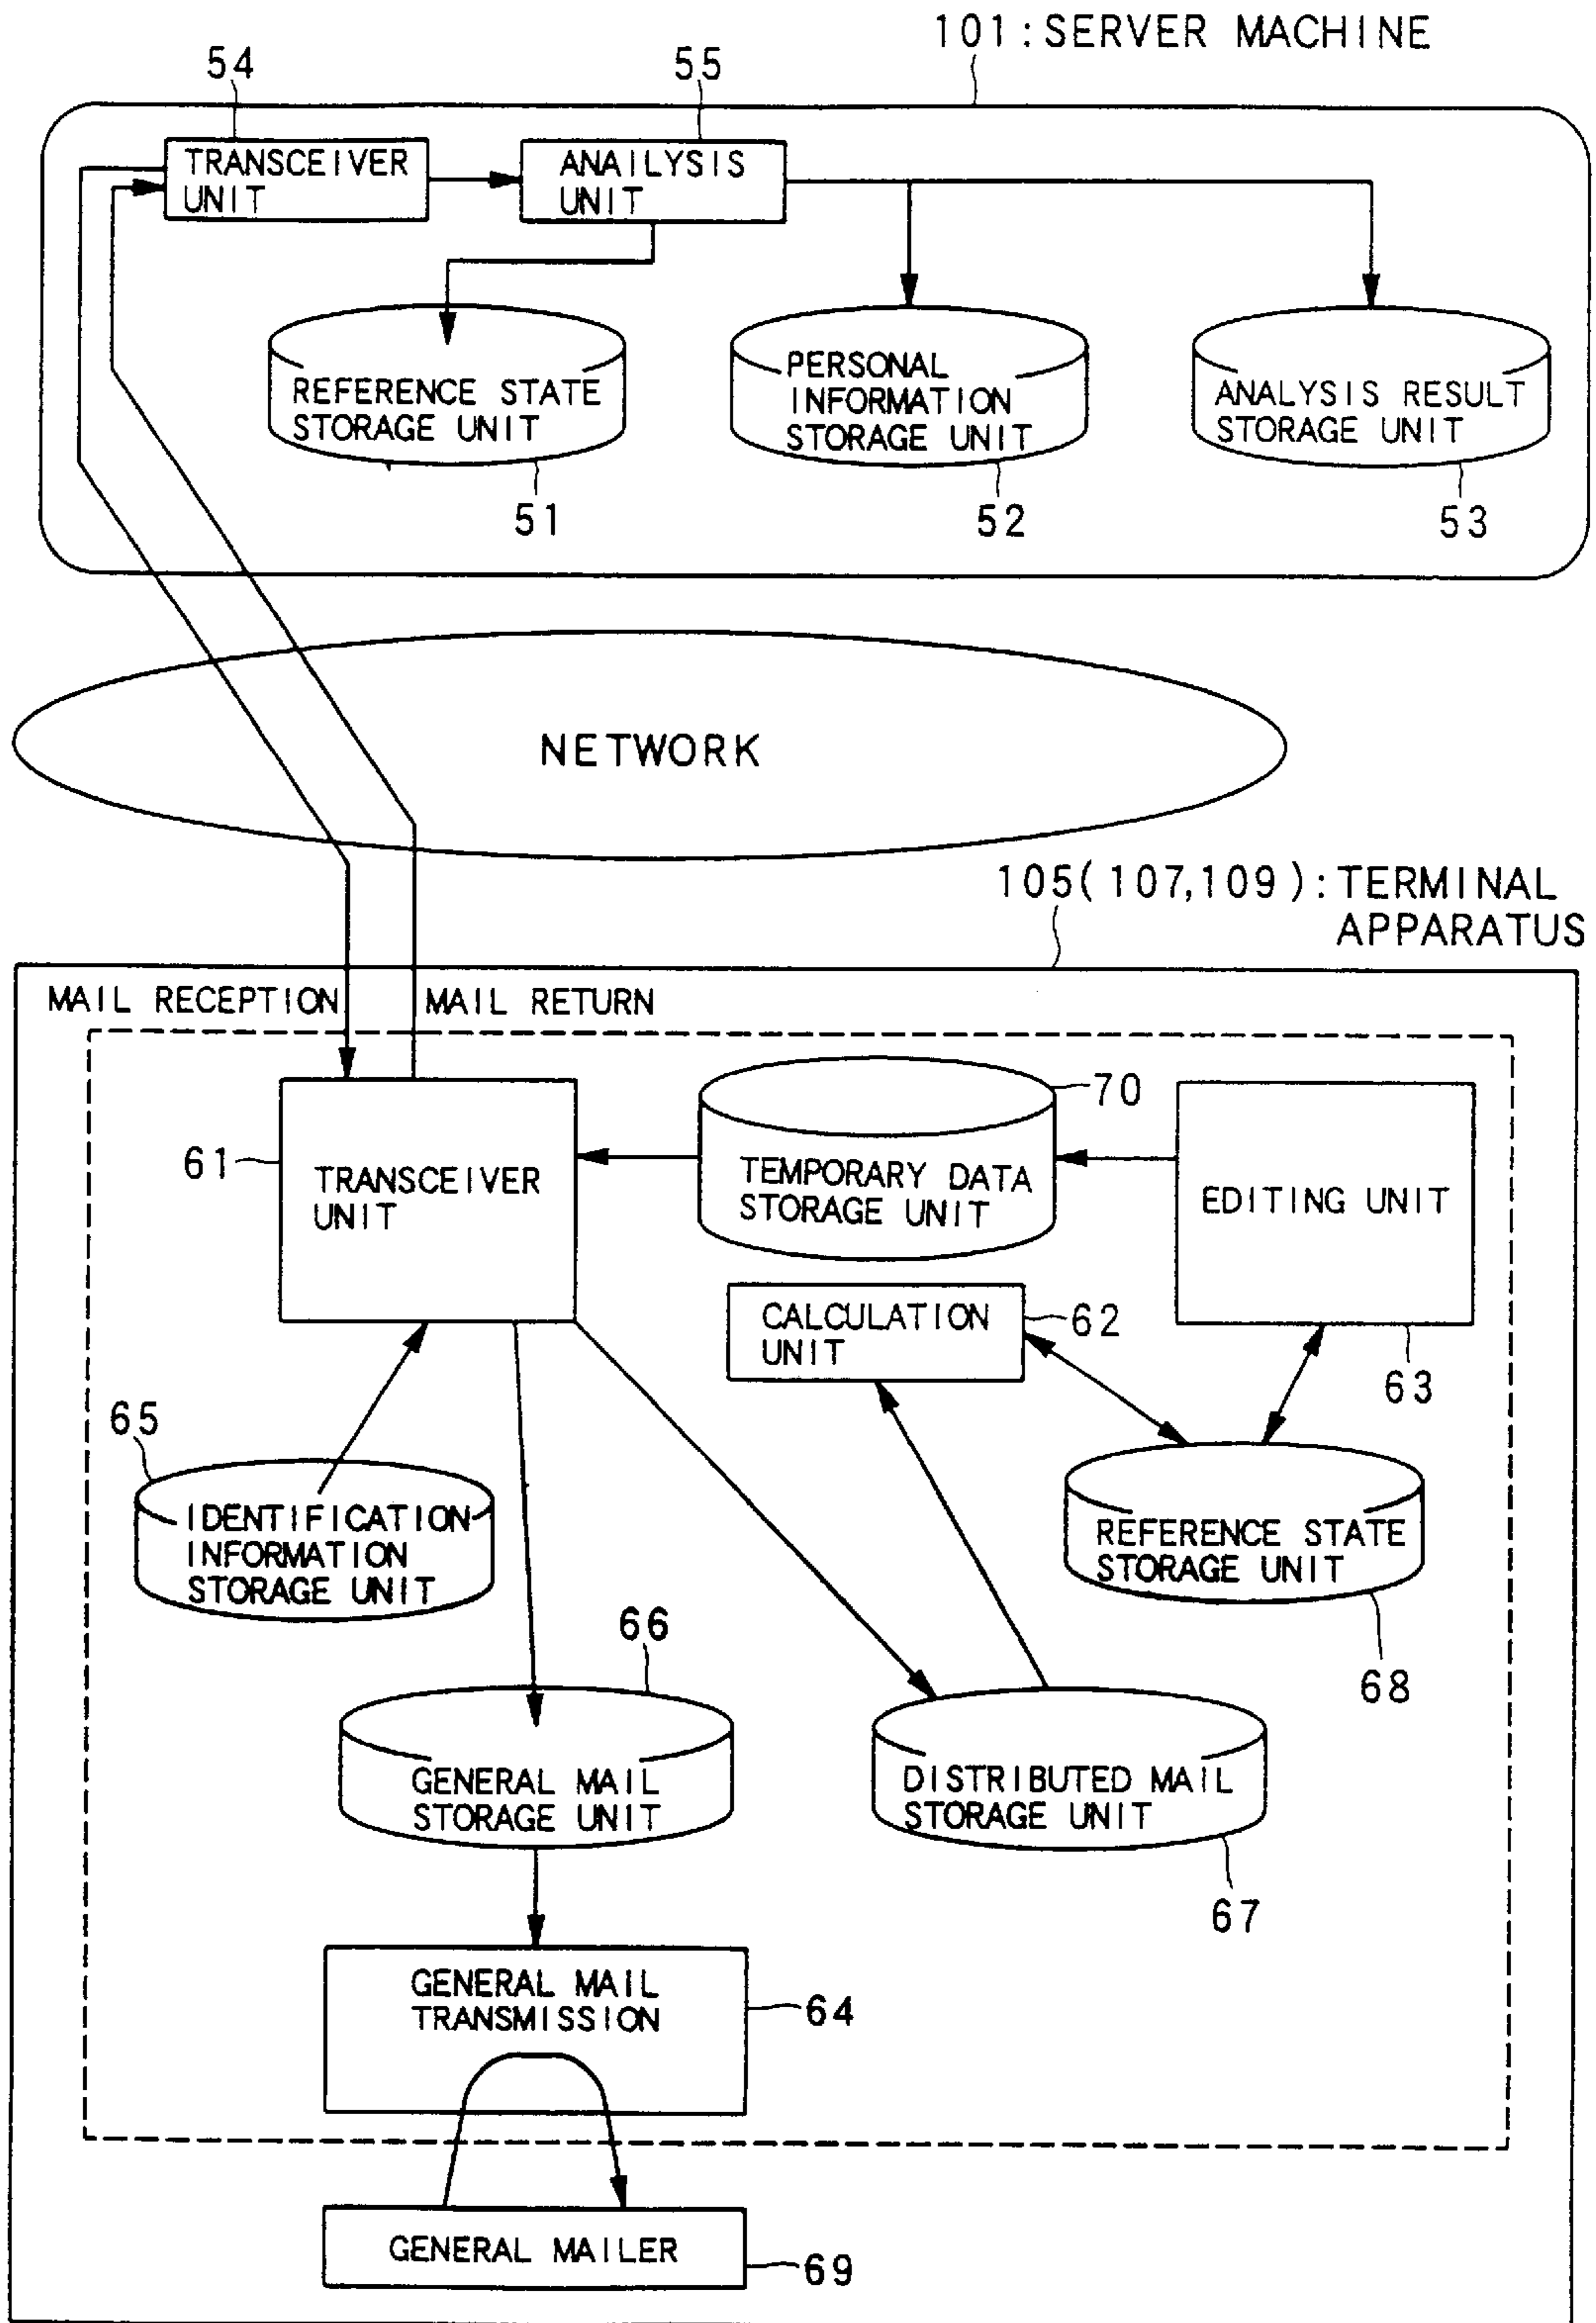 101:SERVER MACHINE
54
55
TRANSCEIVER
UNIT
ANAILYSIS
UNIT
REFERENCE STATE
STORAGE UNIT
PERSONAL
INFORMATION
STORAGE UNIT
ANALYSIS RESULT
STORAGE UNIT
51
52
53
NETWORK
105(107,109):TERMINAL
APPARATUS
MAIL RECEPTION
MAIL RETURN
61
TRANSCEIVER
UNIT
70
TEMPORARY DATA
STORAGE UNIT
EDITING UNIT
CALCULATION
UNIT
62
63
65
IDENTIFICATION
INFORMATION
STORAGE UNIT
REFERENCE STATE
STORAGE UNIT
68
66
GENERAL MAIL
STORAGE UNIT
DISTRIBUTED MAIL
STORAGE UNIT
67
GENERAL MAIL
TRANSMISSION
64
GENERAL MAILER
69